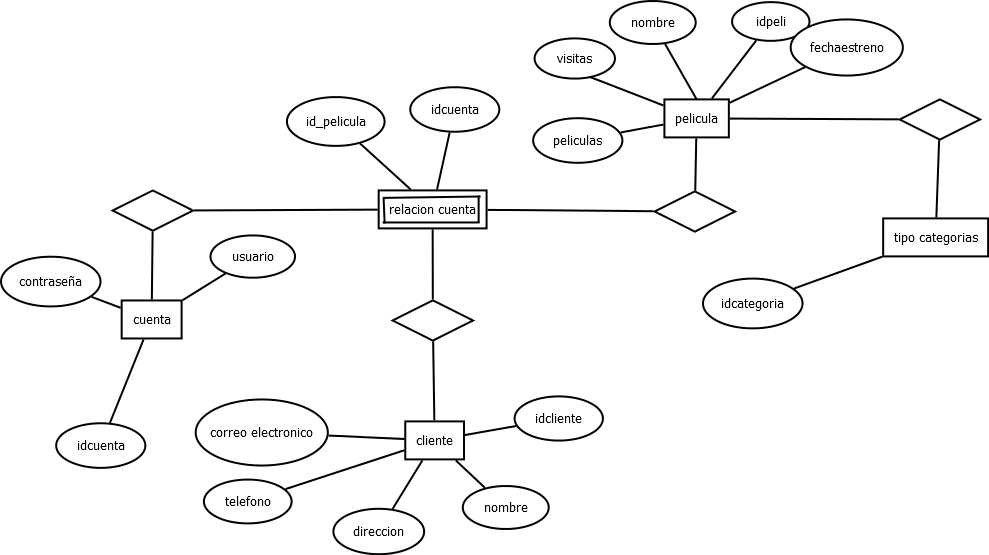 nombre
idpeli
fechaestreno
visitas
idcuenta
id_pelicula
pelicula
peliculas
relacion cuenta
tipo categorias
usuario
contraseña
idcategoria
cuenta
idcliente
correo electronico
cliente
idcuenta
telefono
nombre
direccion